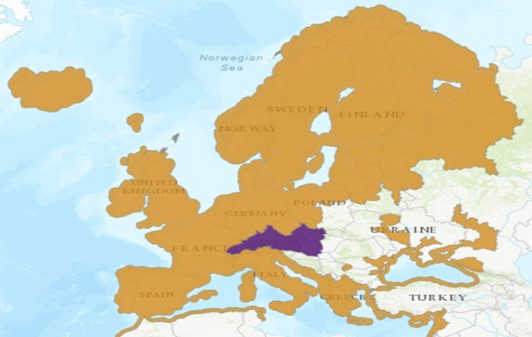 Norwegian
Sea
SWEDEN
FINLAND
NORWAY
UNITED
KINGDOM
POLAND
GERMANY
UKRAINE
FRANCE
ITALY
SPAIN
GREECE
TURKEY